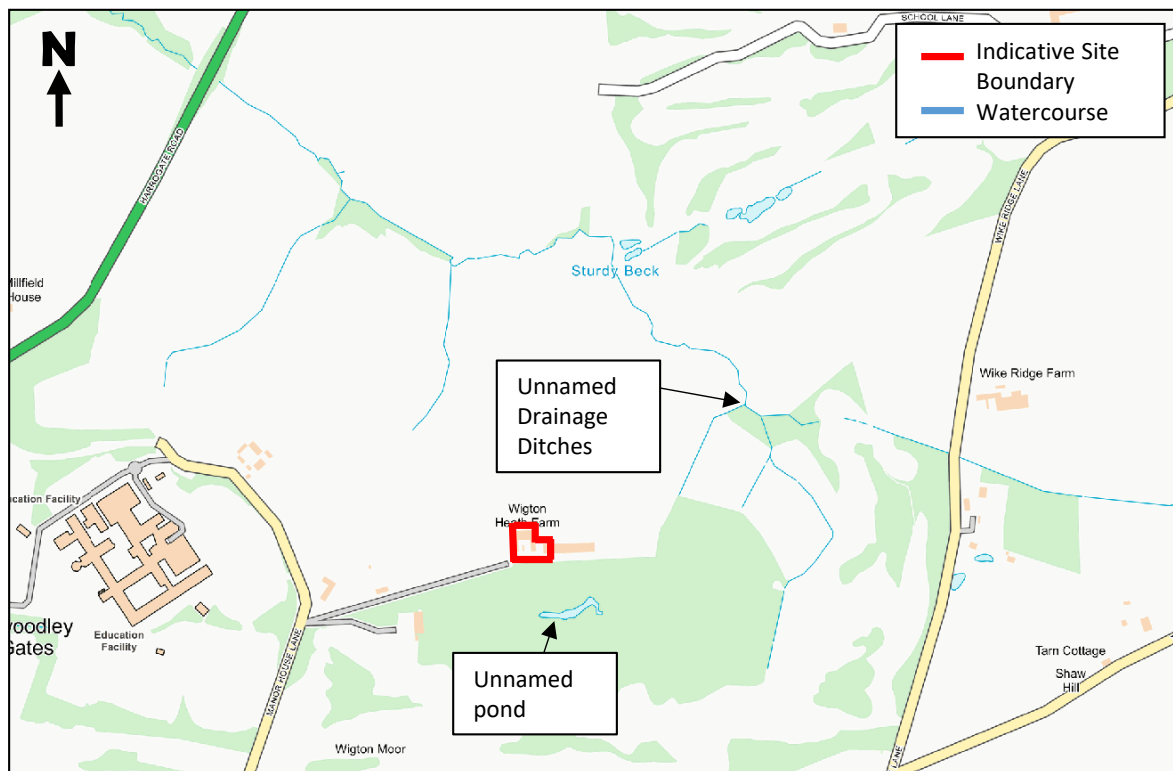 N
SCHOOL LANE
Indicative Site
Boundary
Watercourse
HARROGATE ROAD
WIKE RIDGE LANE
Sturdy Beck
Millfield
House
Unnamed
Drainage
Ditches
Wike Ridge Farm
ucation Facility
Wigton
Heath Farm
oodley
Gates
Education
Facility
MANOR HOUSE LANE
Unnamed
pond
Tarn Cottage
Shaw
Hill
Wigton Moor
LANE